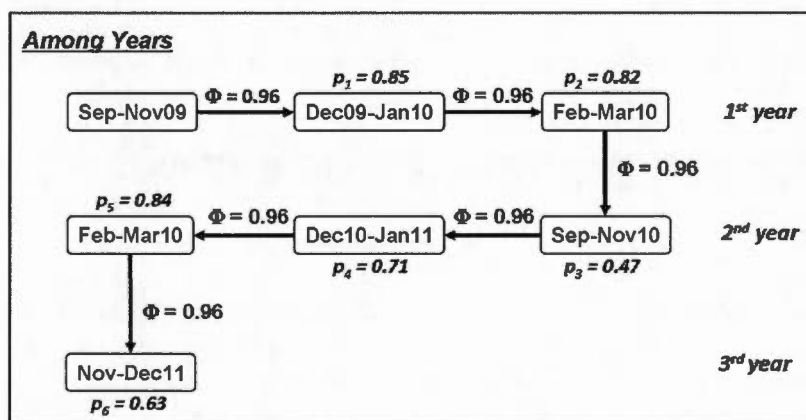 Among Years
p1 = 0.85
p2 = 0.82
Φ = 0.96
Φ = 0.96
Sep-Nov09
Dec09-Jan10
Feb-Mar10
1st year
Φ = 0.96
p5 = 0.84
Φ = 0.96
Φ = 0.96
Feb-Mar10
Dec10-Jan11
Sep-Nov10
2nd year
p4 = 0.71
p3 = 0.47
Φ = 0.96
Nov-Dec11
3rd year
p6 = 0.63